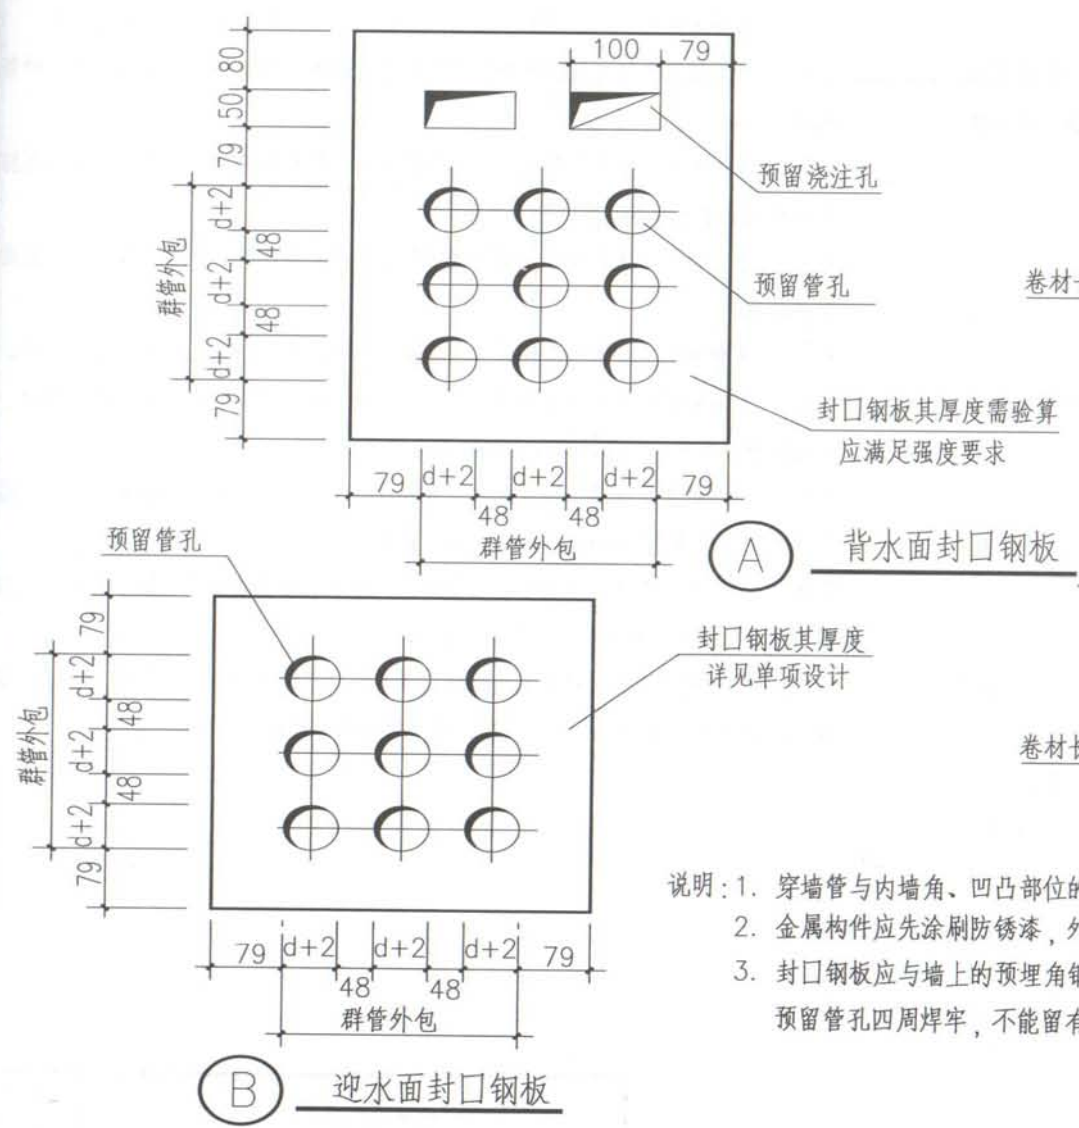 100
79
80
50
79
d+2
48
d+2
48
d+2
79
群管外包
预留浇注孔
预留管孔
封口钢板其厚度需验算
应满足强度要求
79
d+2
d+2
d+2
79
48
48
群管外包
A
背水面封口钢板
卷材
预留管孔
79
d+2
48
d+2
48
d+2
79
群管外包
封口钢板其厚度
详见单项设计
卷材
79
d+2
d+2
d+2
79
48
48
群管外包
B
迎水面封口钢板
说明:1. 穿墙管与内墙角、凹凸部位的
2. 金属构件应先涂刷防锈漆,外
3. 封口钢板应与墙上的预埋角钢
预留管孔四周焊牢,不能留有